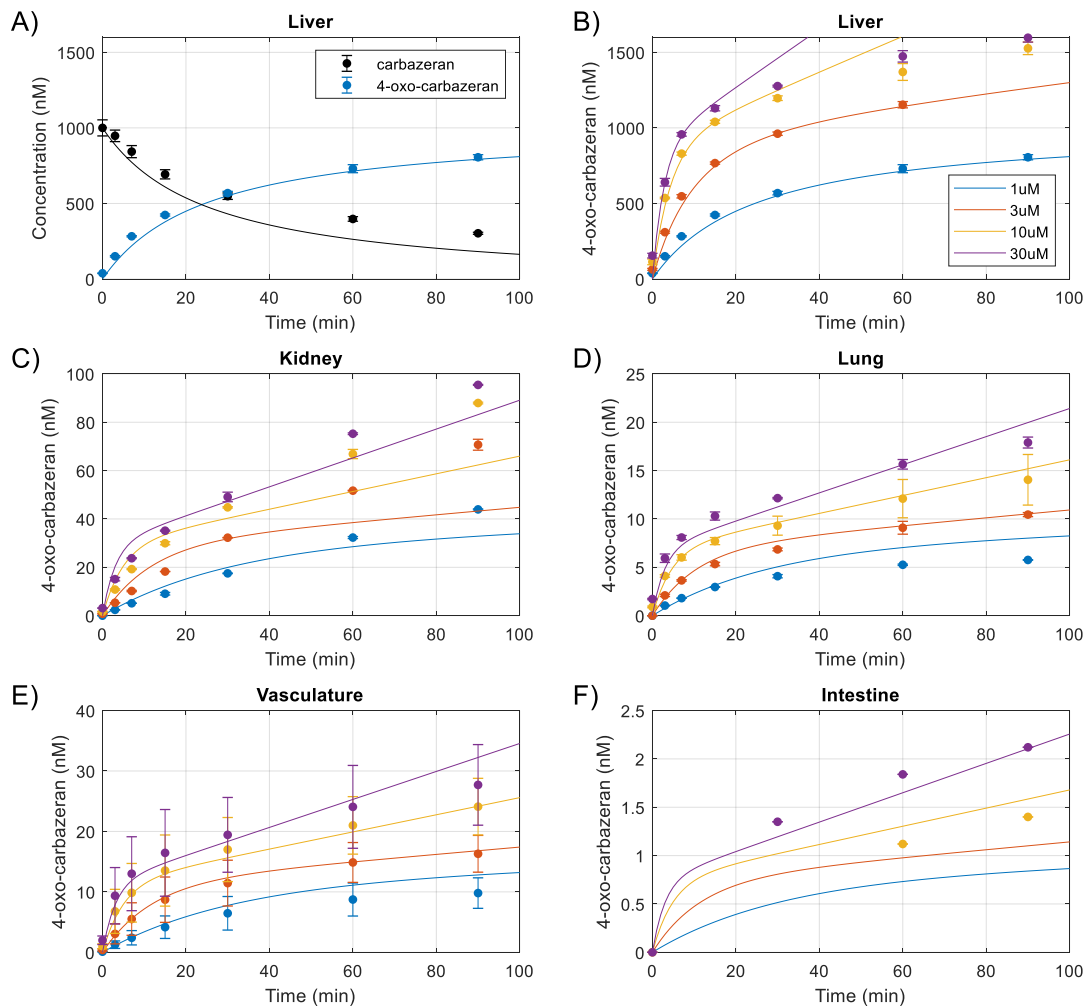 A)
Liver
Concentration (nM)
1500
1000
500
0
carbazeran
4-oxo-carbazeran
0 20 40 60 80 100
Time (min)
B)
Liver
4-oxo-carbazeran (nM)
1500
1000
500
0
1uM
3uM
10uM
30uM
0 20 40 60 80 100
Time (min)
C)
Kidney
4-oxo-carbazeran (nM)
100
80
60
40
20
0
0 20 40 60 80 100
Time (min)
D)
Lung
4-oxo-carbazeran (nM)
25
20
15
10
5
0
0 20 40 60 80 100
Time (min)
E)
Vasculature
4-oxo-carbazeran (nM)
40
30
20
10
0
0 20 40 60 80 100
Time (min)
F)
Intestine
4-oxo-carbazeran (nM)
2.5
2
1.5
1
0.5
0
0 20 40 60 80 100
Time (min)